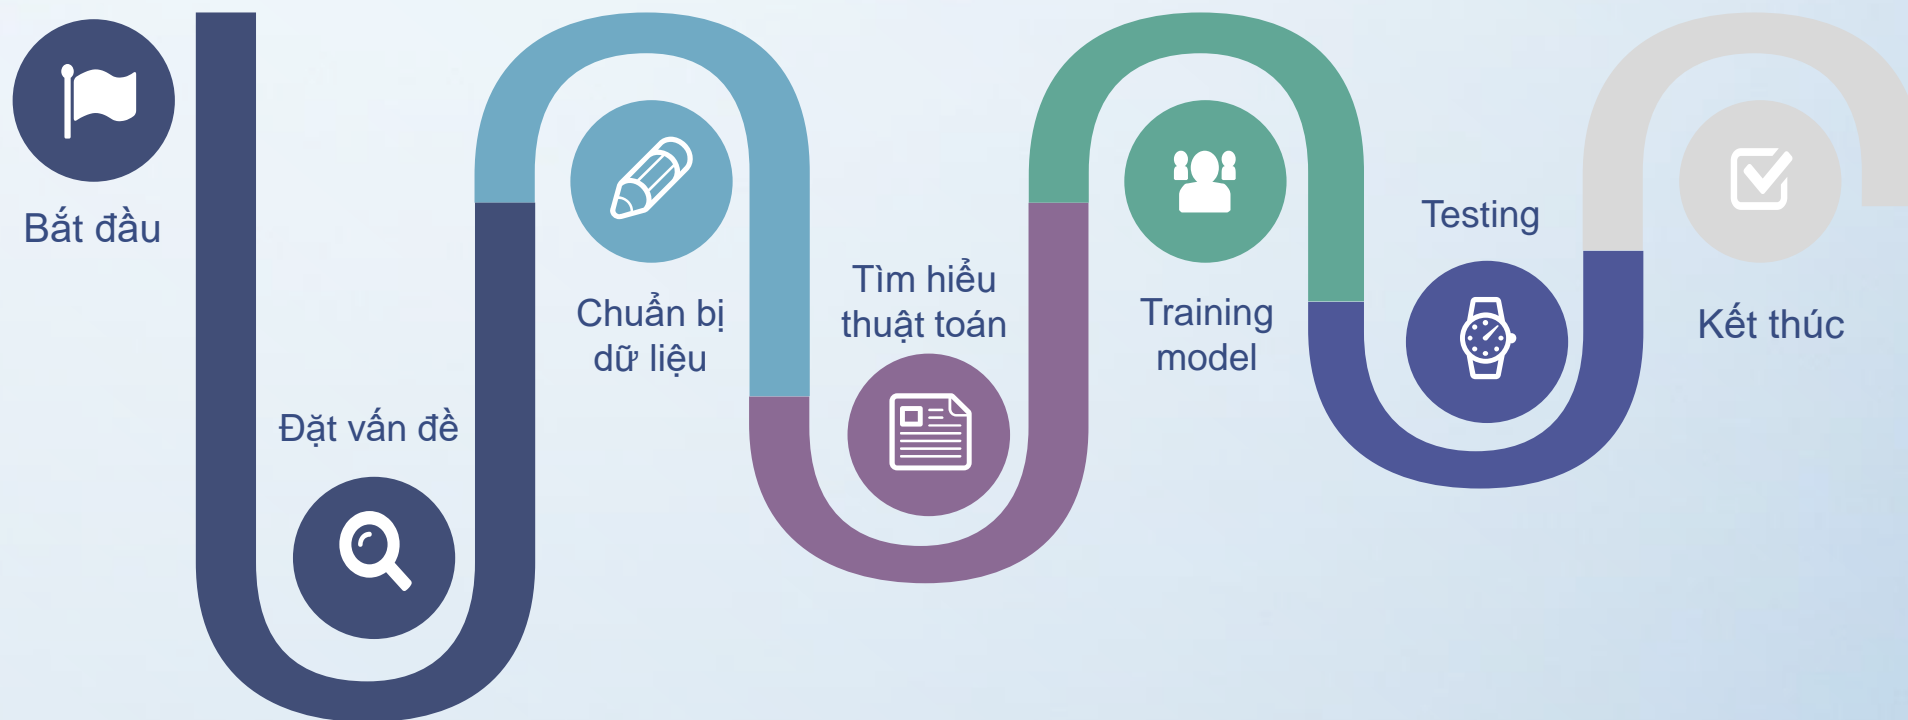 Bắt đầu
Đặt vấn đề
Chuẩn bị
dữ liệu
Tìm hiểu
thuật toán
Training
model
Testing
Kết thúc